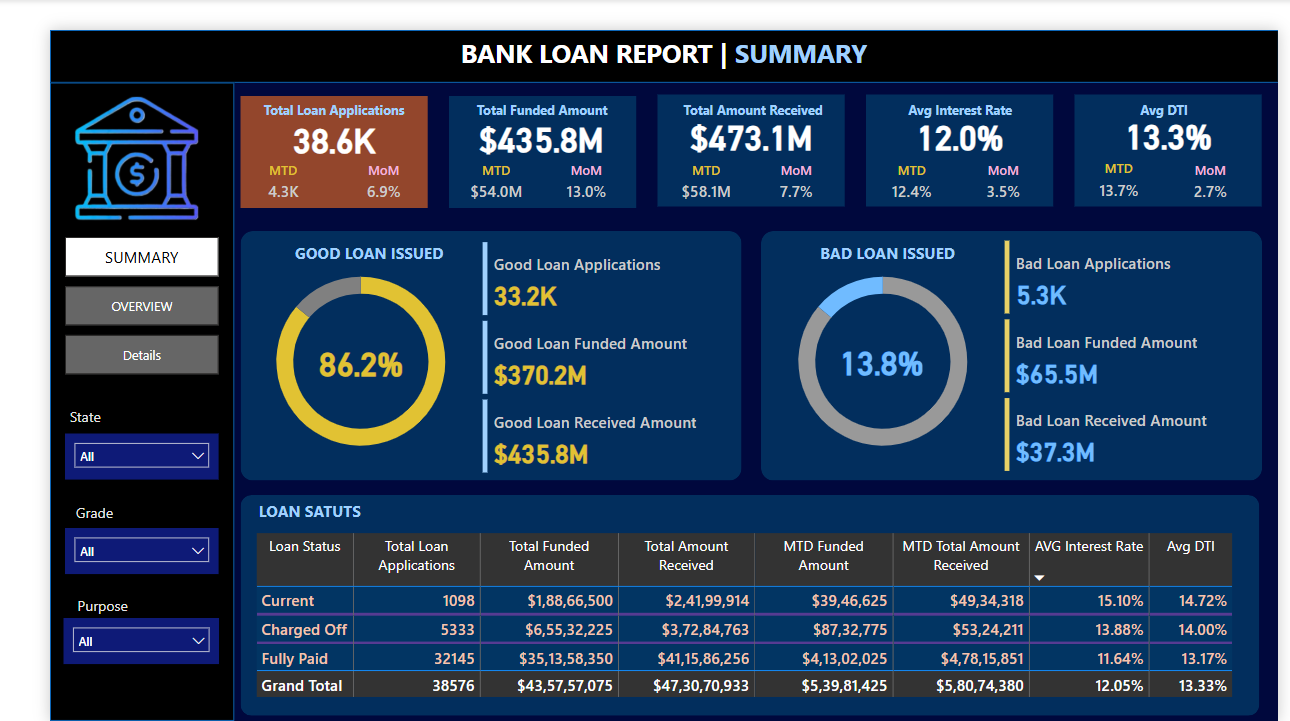 BANK LOAN REPORT | SUMMARY
Total Loan Applications
38.6K
MTD MoM
4.3K 6.9%
Total Funded Amount
$435.8M
MTD MoM
$54.0M 13.0%
Total Amount Received
$473.1M
MTD MoM
$58.1M 7.7%
Avg Interest Rate
12.0%
MTD MoM
12.4% 3.5%
Avg DTI
13.3%
MTD MoM
13.7% 2.7%
$
SUMMARY
OVERVIEW
Details
State
All
Grade
All
Purpose
All
GOOD LOAN ISSUED
86.2%
Good Loan Applications
33.2K
Good Loan Funded Amount
$370.2M
Good Loan Received Amount
$435.8M
BAD LOAN ISSUED
13.8%
Bad Loan Applications
5.3K
Bad Loan Funded Amount
$65.5M
Bad Loan Received Amount
$37.3M
LOAN SATUTS
Loan Status Total Loan Total Funded Total Amount MTD Funded MTD Total Amount AVG Interest Rate Avg DTI
Applications Amount Received Amount Received
Current 1098 $1,88,66,500 $2,41,99,914 $39,46,625 $49,34,318 15.10% 14.72%
Charged Off 5333 $6,55,32,225 $3,72,84,763 $87,32,775 $53,24,211 13.88% 14.00%
Fully Paid 32145 $35,13,58,350 $41,15,86,256 $4,13,02,025 $4,78,15,851 11.64% 13.17%
Grand Total 38576 $43,57,57,075 $47,30,70,933 $5,39,81,425 $5,80,74,380 12.05% 13.33%